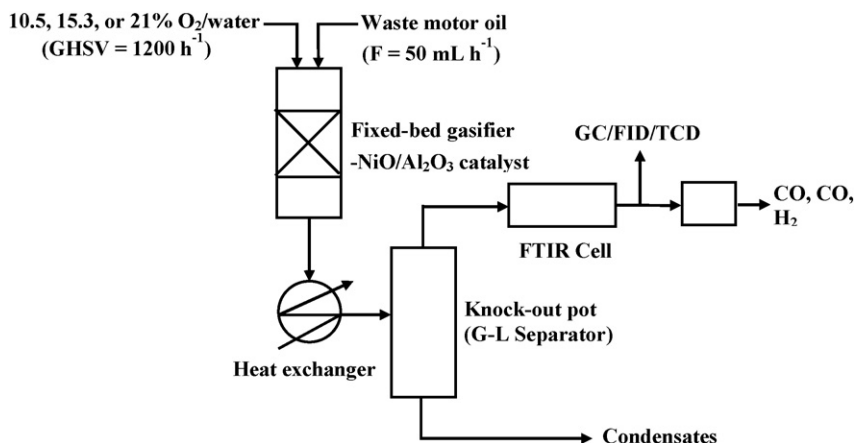 10.5, 15.3, or 21% O₂/water
(GHSV = 1200 h⁻¹)
Waste motor oil
(F = 50 mL h⁻¹)
Fixed-bed gasifier
-NiO/Al₂O₃ catalyst
GC/FID/TCD
CO, CO,
H₂
FTIR Cell
Knock-out pot
(G-L Separator)
Heat exchanger
Condensates